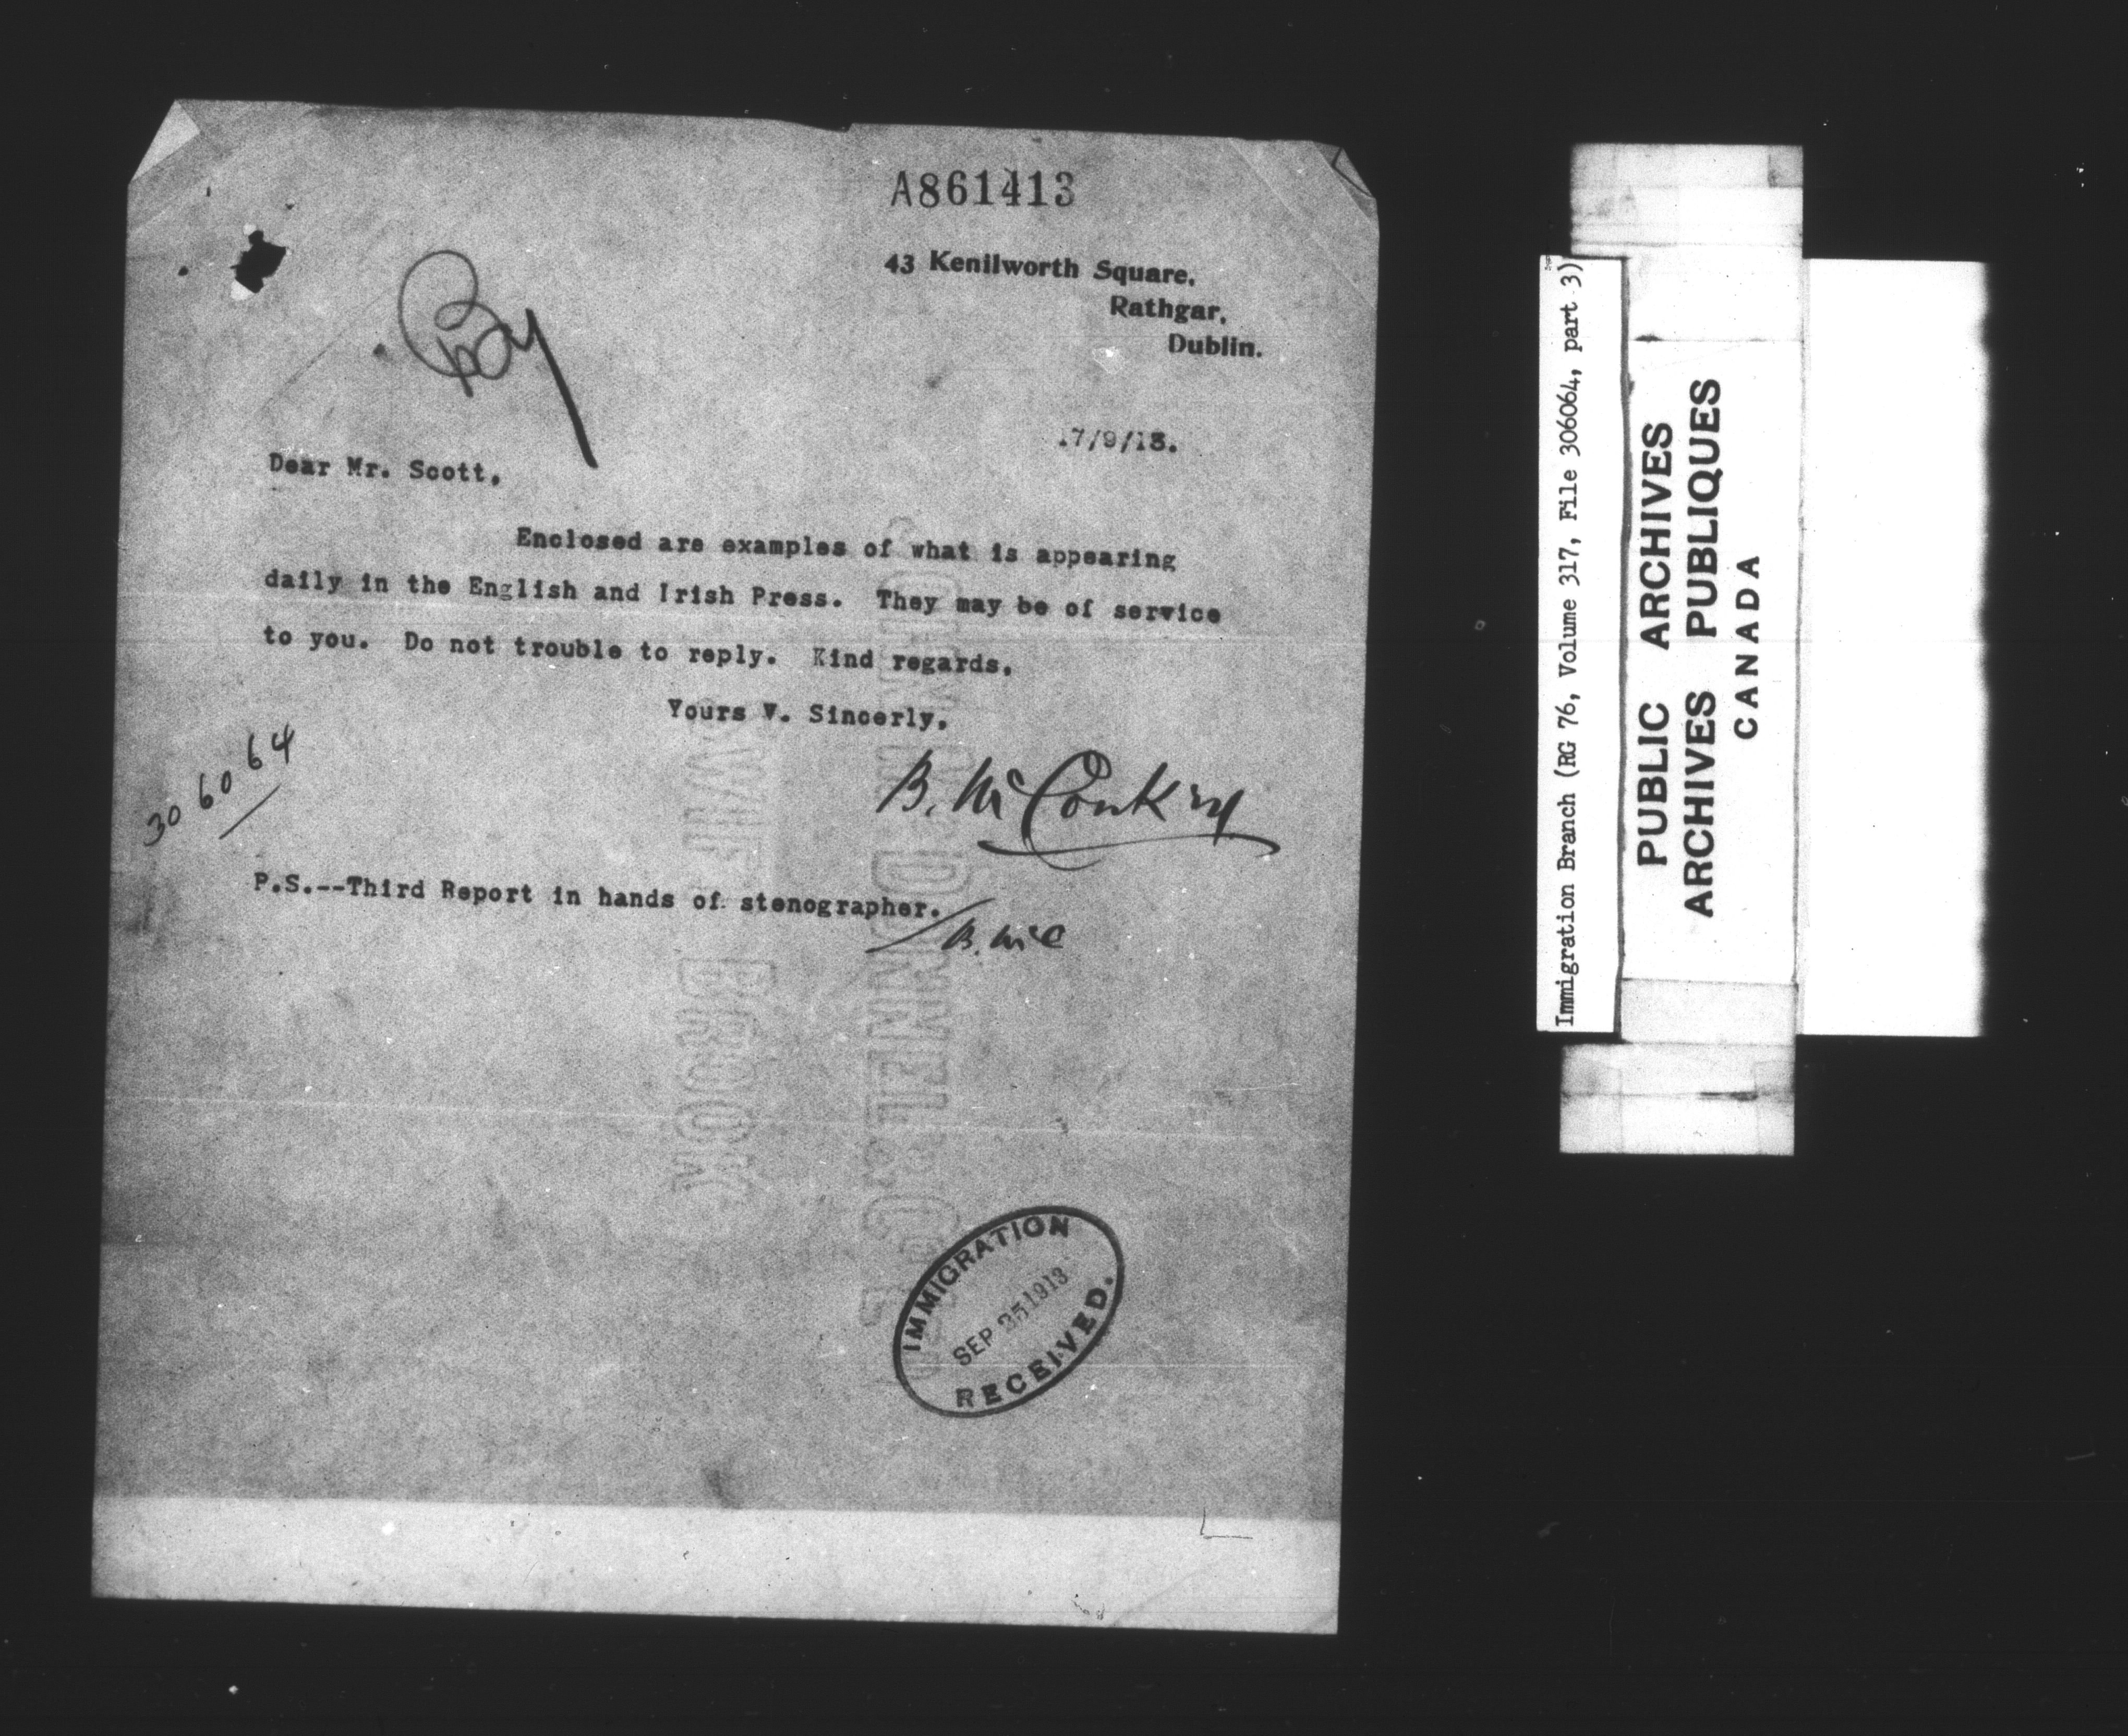 A861413
43 Kenilworth Square,
Rathgar,
Dublin.
17/9/13.
Dear Mr. Scott,
Enclosed are examples of what is appearing
daily in the English and Irish Press. They may be of service
to you. Do not trouble to reply. Kind regards,
Yours V. Sincerly,
B. McConkey
306064
P.S.--Third Report in hands of stenographer.
B. McC
SWIFT BROOK
IMMIGRATION
SEP 25 1913
RECEIVED.
Immigration Branch (RG 76, Volume 317, File 306064, part 3)
PUBLIC ARCHIVES
ARCHIVES PUBLIQUES
CANADA